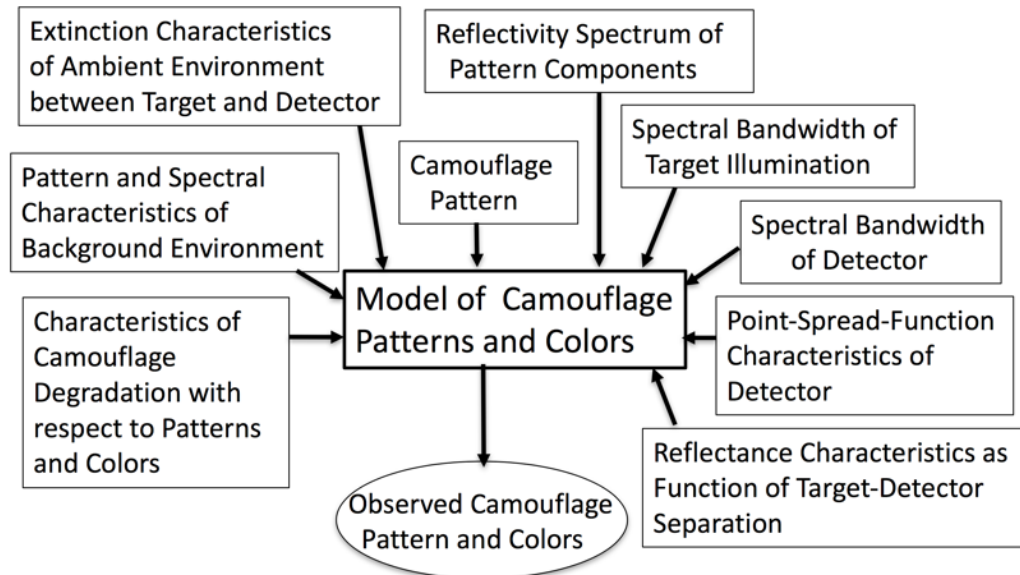 Extinction Characteristics
of Ambient Environment
between Target and Detector
Reflectivity Spectrum of
Pattern Components
Spectral Bandwidth of
Target Illumination
Camouflage
Pattern
Pattern and Spectral
Characteristics of
Background Environment
Spectral Bandwidth
of Detector
Model of Camouflage
Patterns and Colors
Characteristics of
Camouflage
Degradation with
respect to Patterns
and Colors
Point-Spread-Function
Characteristics of
Detector
Reflectance Characteristics as
Function of Target-Detector
Separation
Observed Camouflage
Pattern and Colors